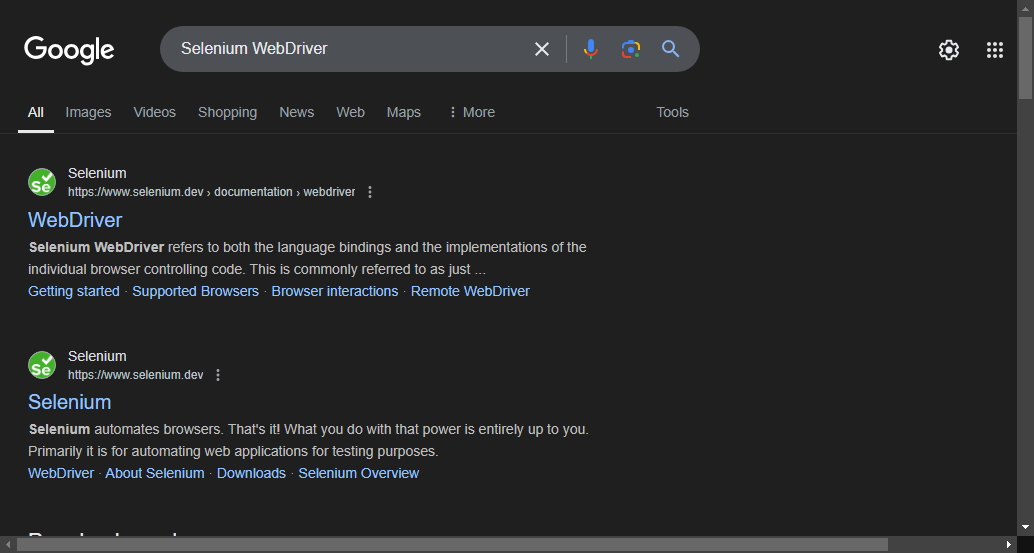 Google
Selenium WebDriver
All Images Videos Shopping News Web Maps More Tools
Se
Selenium
https://www.selenium.dev › documentation › webdriver
WebDriver
Selenium WebDriver refers to both the language bindings and the implementations of the
individual browser controlling code. This is commonly referred to as just ...
Getting started · Supported Browsers · Browser interactions · Remote WebDriver
Se
Selenium
https://www.selenium.dev
Selenium
Selenium automates browsers. That's it! What you do with that power is entirely up to you.
Primarily it is for automating web applications for testing purposes.
WebDriver · About Selenium · Downloads · Selenium Overview